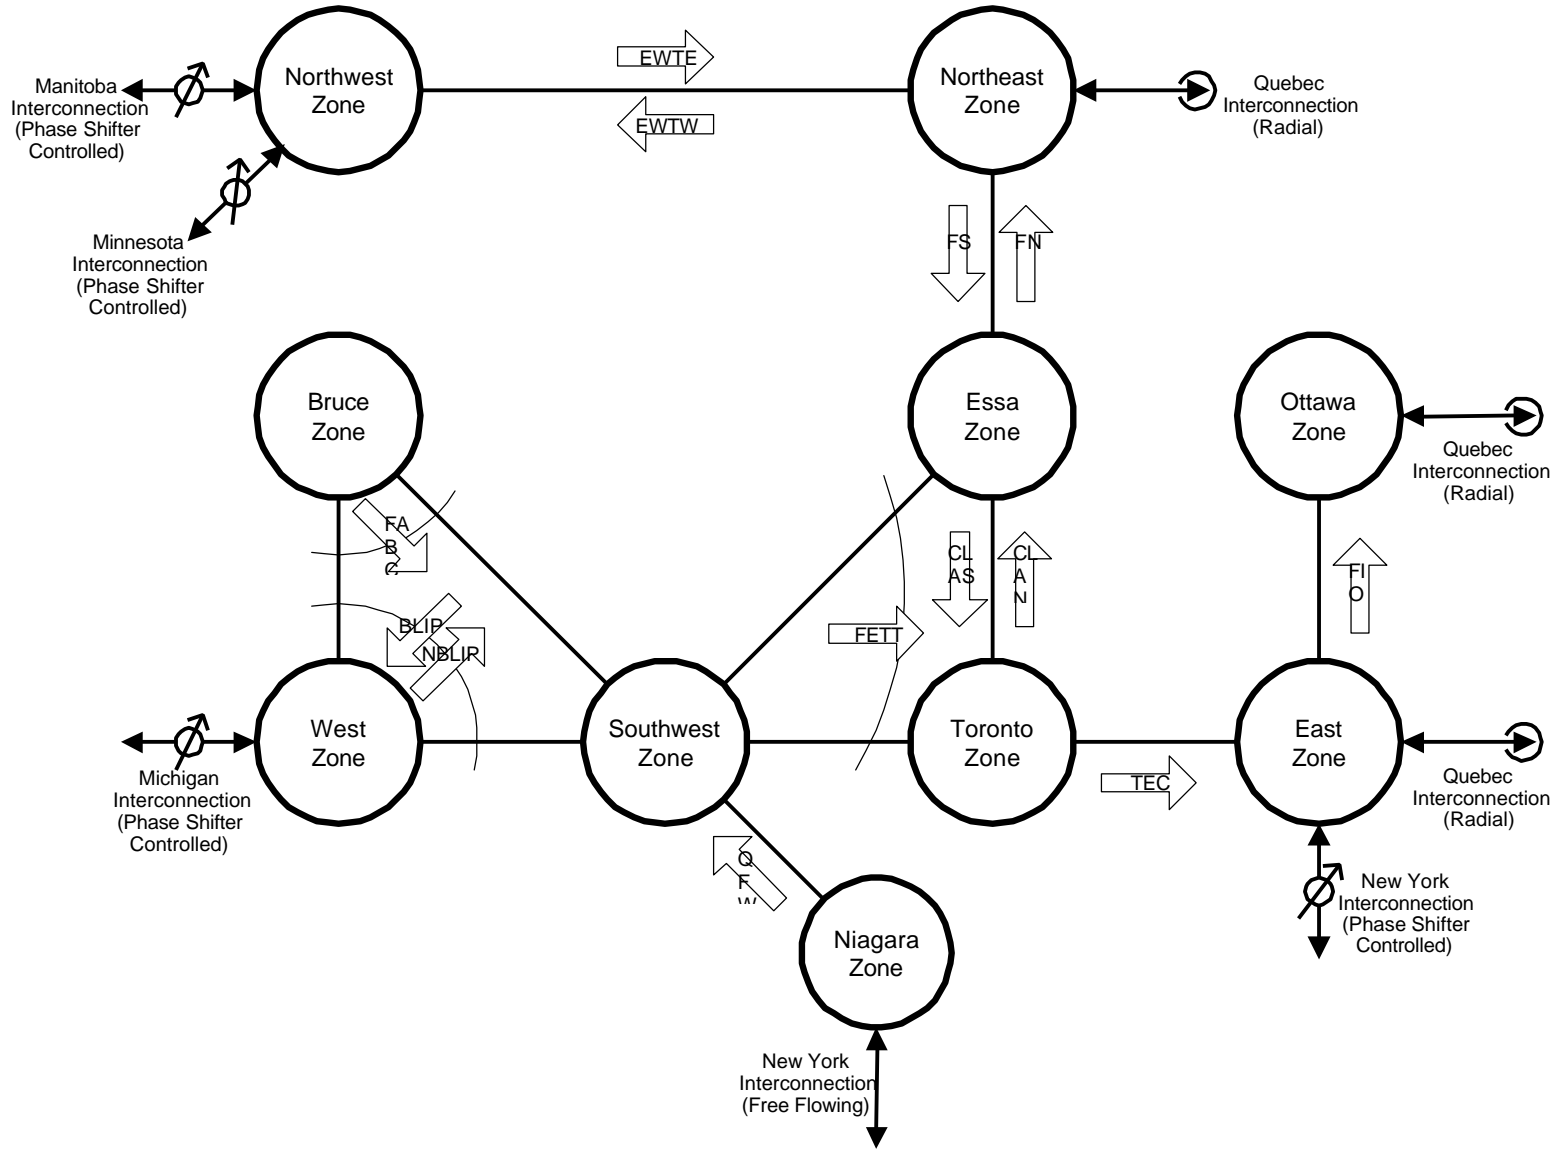 Northwest
Zone
EWTE
EWTW
Northeast
Zone
Manitoba
Interconnection
(Phase Shifter
Controlled)
Quebec
Interconnection
(Radial)
Minnesota
Interconnection
(Phase Shifter
Controlled)
FS
FN
Bruce
Zone
Essa
Zone
Ottawa
Zone
Quebec
Interconnection
(Radial)
FA
B
C
CL
AS
CL
A
N
FI
O
BLIP
NBLIP
FETT
West
Zone
Southwest
Zone
Toronto
Zone
East
Zone
TEC
Michigan
Interconnection
(Phase Shifter
Controlled)
Quebec
Interconnection
(Radial)
Q
F
W
New York
Interconnection
(Phase Shifter
Controlled)
Niagara
Zone
New York
Interconnection
(Free Flowing)